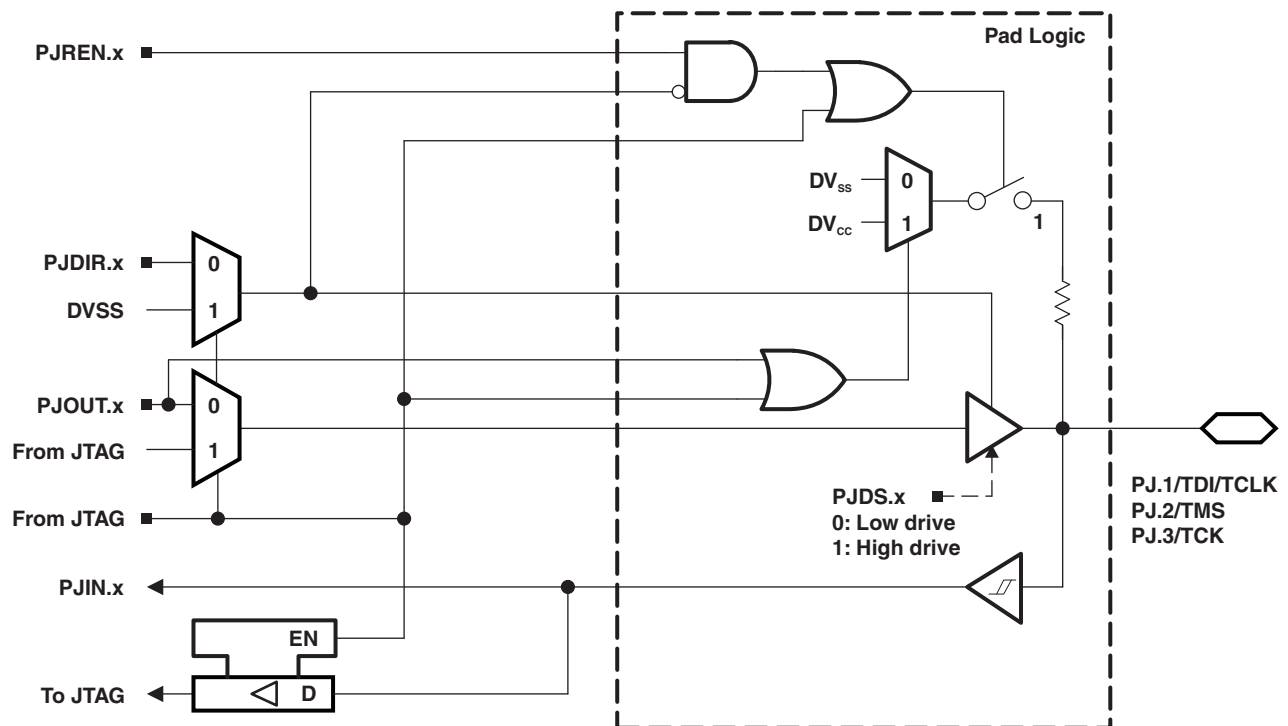 Pad Logic
PJREN.x
DVss
0
DVcc
1
1
PJDIR.x
0
DVSS
1
PJOUT.x
0
From JTAG
1
From JTAG
PJDS.x
0: Low drive
1: High drive
PJ.1/TDI/TCLK
PJ.2/TMS
PJ.3/TCK
PJIN.x
EN
To JTAG
D